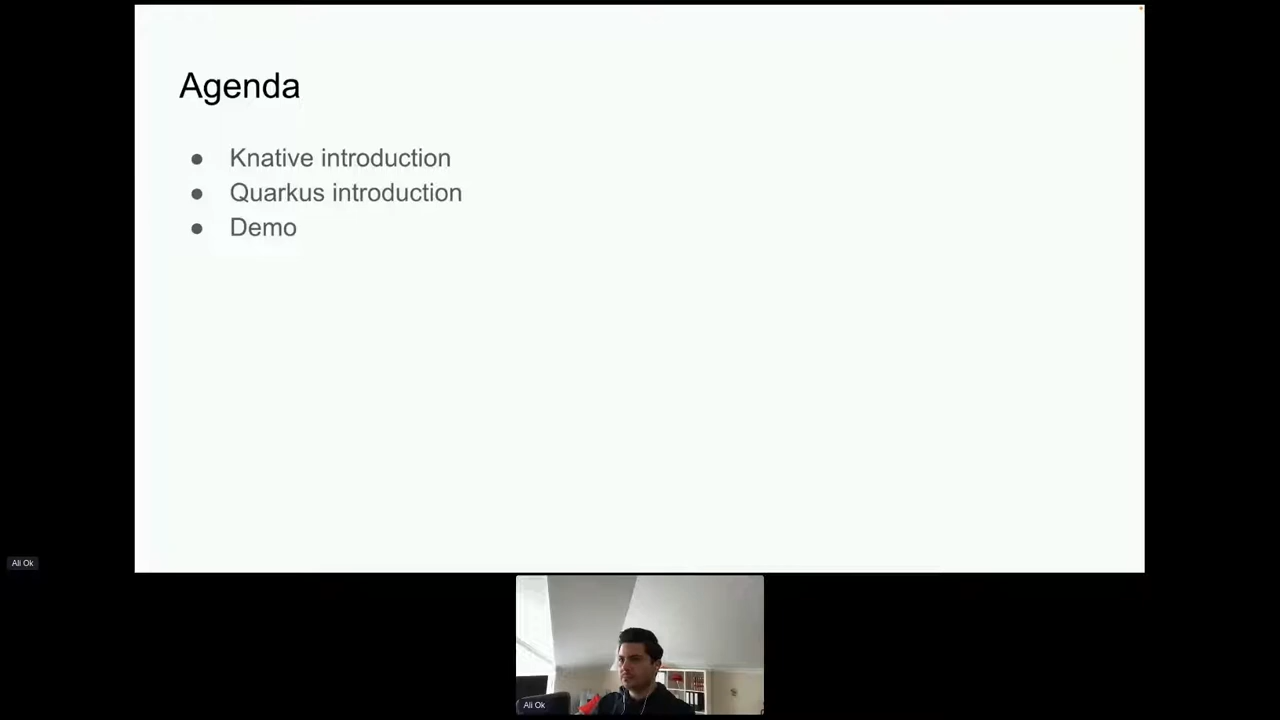 Agenda
● Knative introduction
● Quarkus introduction
● Demo
Ali Ok
Ali Ok